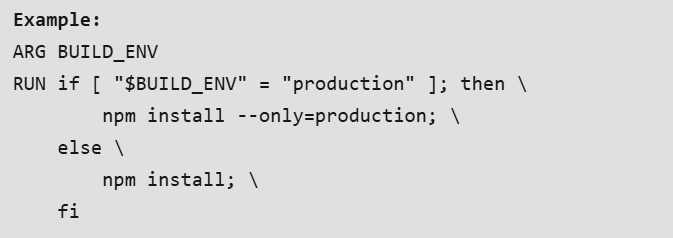 Example:
ARG BUILD_ENV
RUN if [ "$BUILD_ENV" = "production" ]; then \
        npm install --only=production; \
    else \
        npm install; \
    fi